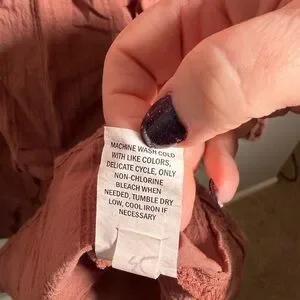 MACHINE WASH COLD
WITH LIKE COLORS,
DELICATE CYCLE, ONLY
NON-CHLORINE
BLEACH WHEN
NEEDED, TUMBLE DRY
LOW, COOL IRON IF
NECESSARY